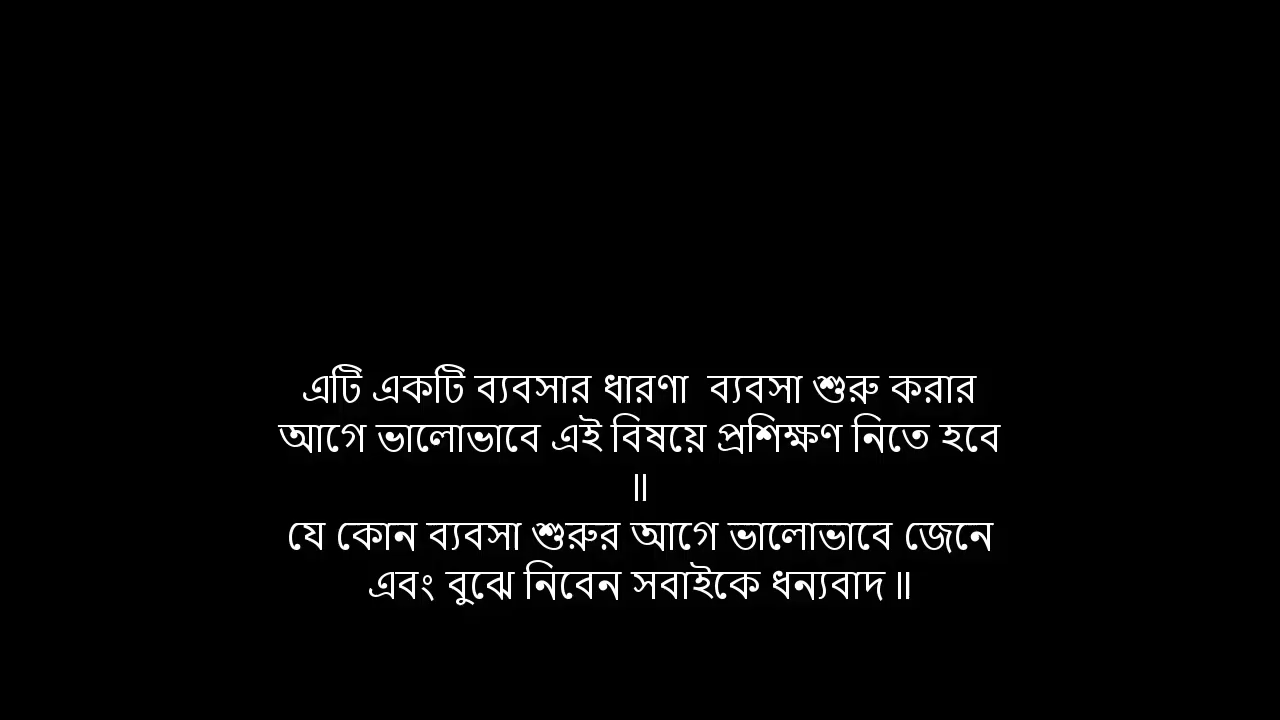 এটি একটি ব্যবসার ধারণা  ব্যবসা শুরু করার
আগে ভালোভাবে এই বিষয়ে প্রশিক্ষণ নিতে হবে
॥
যে কোন ব্যবসা শুরুর আগে ভালোভাবে জেনে
এবং বুঝে নিবেন সবাইকে ধন্যবাদ ॥